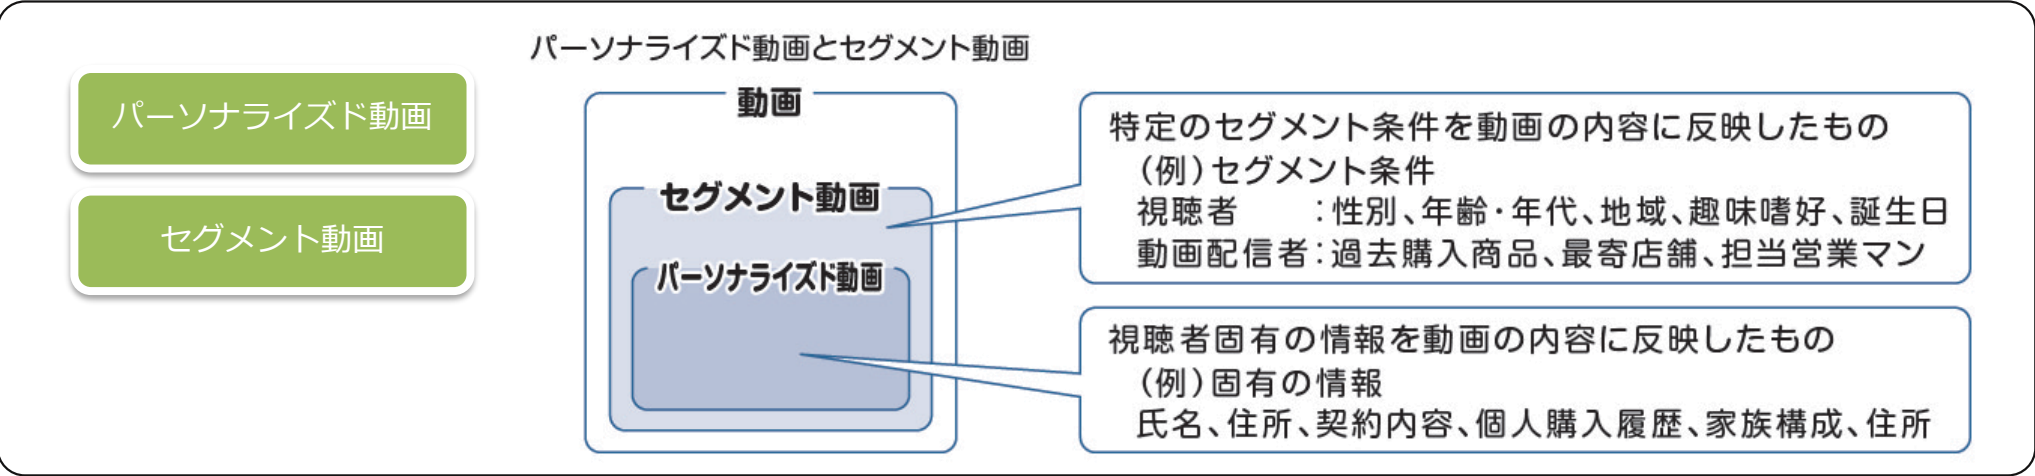 パーソナライズド動画
セグメント動画
パーソナライズド動画とセグメント動画
動画
セグメント動画
パーソナライズド動画
特定のセグメント条件を動画の内容に反映したもの
（例）セグメント条件
視聴者　　：性別、年齢・年代、地域、趣味嗜好、誕生日
動画配信者：過去購入商品、最寄店舗、担当営業マン
視聴者固有の情報を動画の内容に反映したもの
（例）固有の情報
氏名、住所、契約内容、個人購入履歴、家族構成、住所